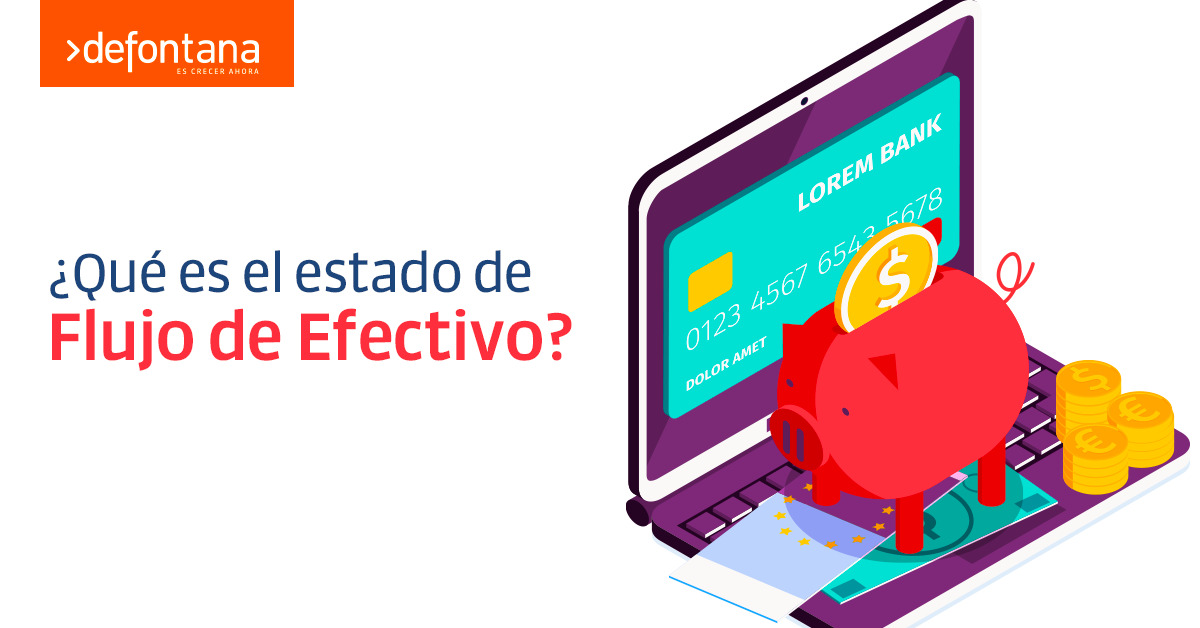 >defontana
ES CRECER AHORA
¿Qué es el estado de
Flujo de Efectivo?
LOREM BANK
0123 4567 6543 5678
DOLOR AMET
$
$
€
€